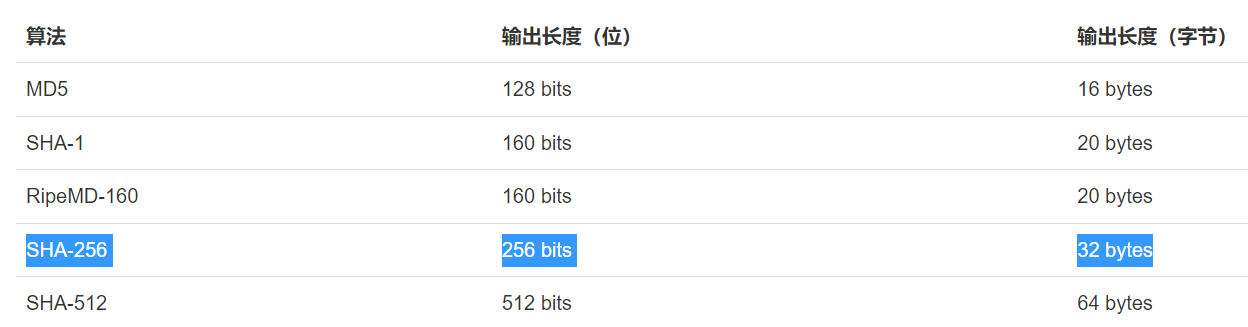 算法 输出长度（位） 输出长度（字节）
MD5 128 bits 16 bytes
SHA-1 160 bits 20 bytes
RipeMD-160 160 bits 20 bytes
SHA-256 256 bits 32 bytes
SHA-512 512 bits 64 bytes